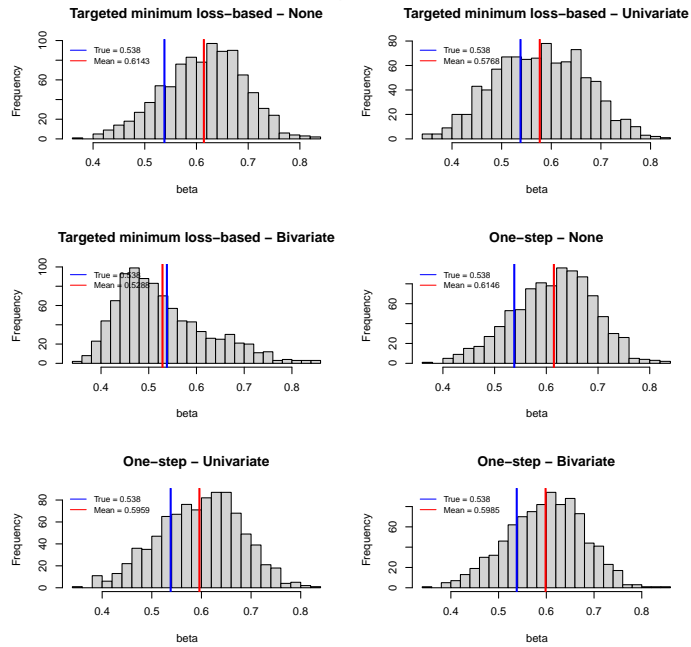 Targeted minimum loss−based − None
Frequency
0 20 60 100
True = 0.538
Mean = 0.6143
0.4 0.5 0.6 0.7 0.8
beta
Targeted minimum loss−based − Univariate
Frequency
0 20 40 60 80
True = 0.538
Mean = 0.5768
0.4 0.5 0.6 0.7 0.8
beta
Targeted minimum loss−based − Bivariate
Frequency
0 20 60 100
True = 0.538
Mean = 0.5288
0.4 0.5 0.6 0.7 0.8
beta
One−step − None
Frequency
0 20 60
True = 0.538
Mean = 0.6146
0.4 0.5 0.6 0.7 0.8
beta
One−step − Univariate
Frequency
0 20 40 60 80
True = 0.538
Mean = 0.5959
0.4 0.5 0.6 0.7 0.8
beta
One−step − Bivariate
Frequency
0 20 60
True = 0.538
Mean = 0.5985
0.4 0.5 0.6 0.7 0.8
beta